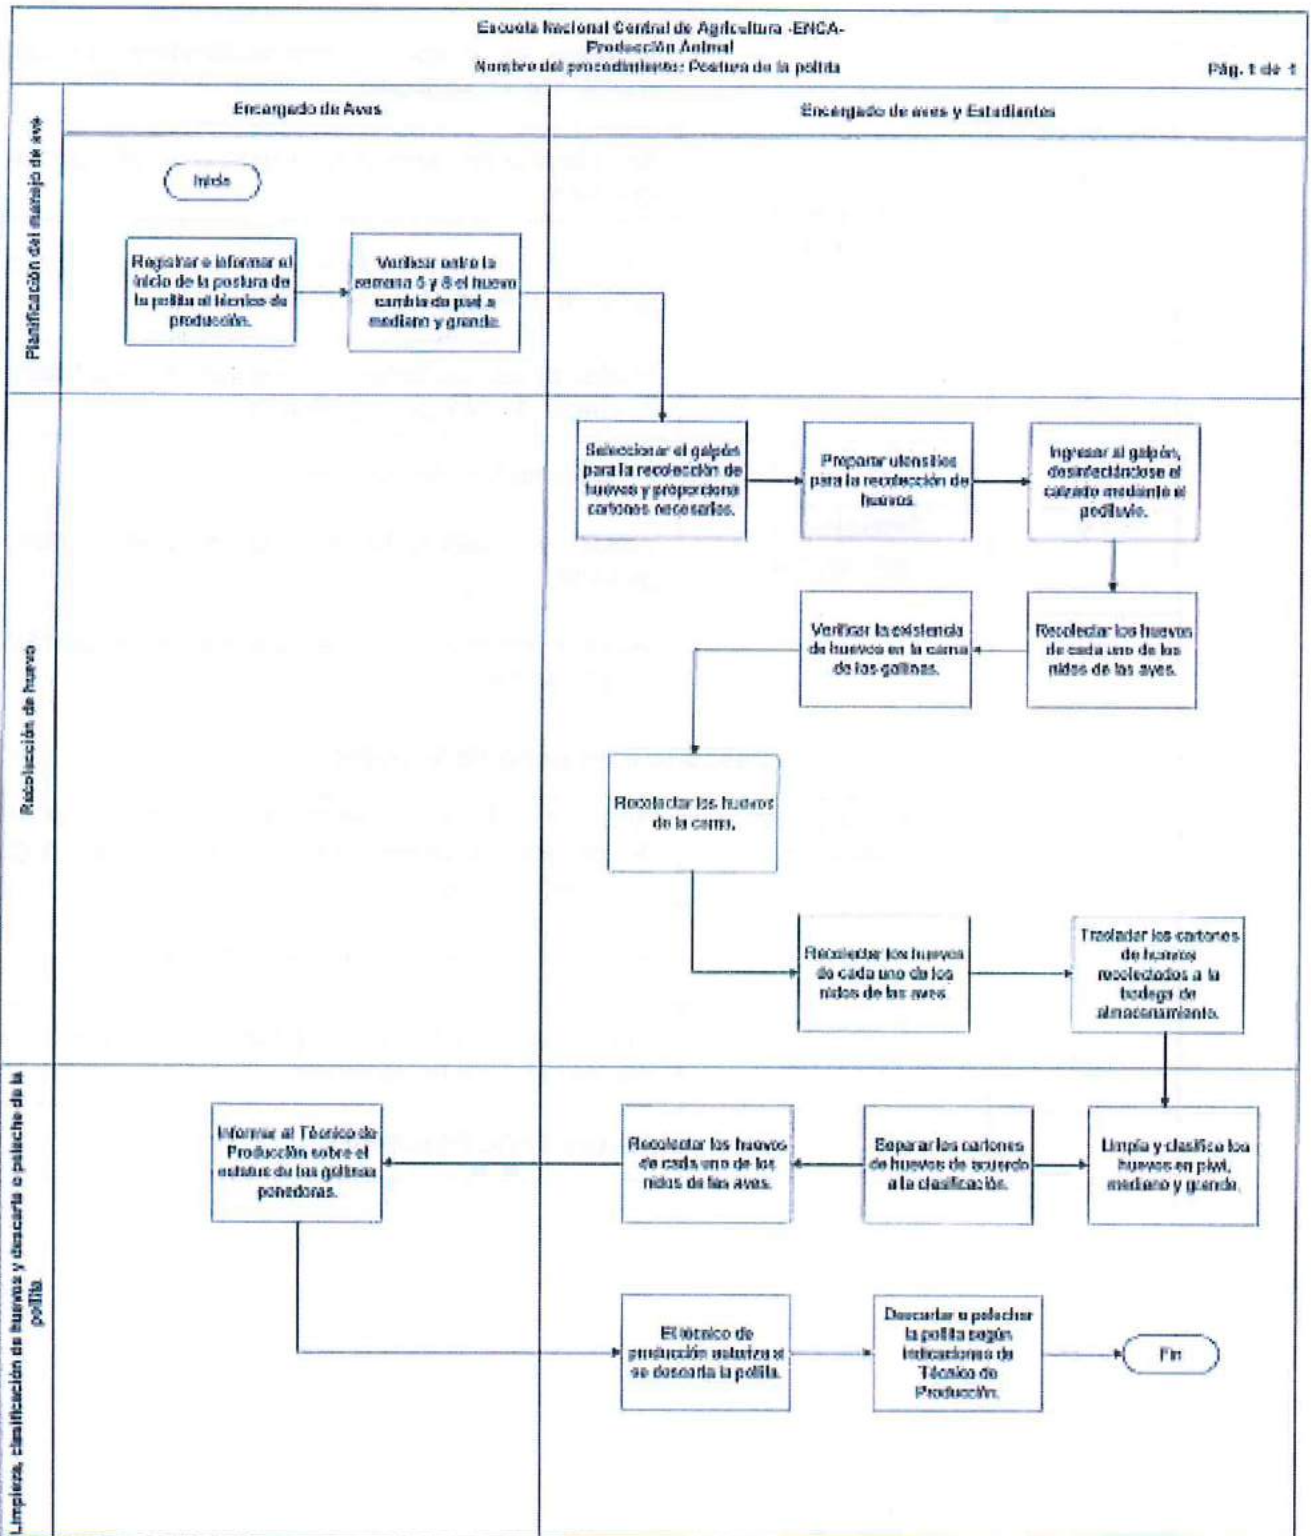 Escuela Nacional Central de Agricultura -ENCA-
Producción Animal
Nombre del procedimiento: Postura de la pollita
Pág. 1 de 1
Encargado de Aves
Encargado de aves y Estudiantes
Planificación del manejo de ave
Inicio
Registrar e informar el
inicio de la postura de
la pollita al técnico de
producción.
Verificar entre la
semana 5 y 8 el huevo
cambia de piwi a
mediano y grande.
Recolección de huevo
Seleccionar el galpón
para la recolección de
huevos y proporciona
cartones necesarios.
Preparar utensilios
para la recolección de
huevos.
Ingresar al galpón,
desinfectándose el
calzado mediante el
pediluvio.
Recolectar los huevos
de cada uno de los
nidos de las aves.
Verificar la existencia
de huevos en la cama
de las gallinas.
Recolectar los huevos
de la cama.
Recolectar los huevos
de cada uno de los
nidos de las aves
Trasladar los cartones
de huevos
recolectados a la
bodega de
almacenamiento.
Limpieza, clasificación de huevos y descarte o pelecho de la
pollita
Limpia y clasifica los
huevos en piwi,
mediano y grande.
Separar los cartones
de huevos de acuerdo
a la clasificación.
Recolectar los huevos
de cada uno de los
nidos de las aves.
Informar al Técnico de
Producción sobre el
estatus de las gallinas
ponedoras.
El técnico de
producción autoriza si
se descarta la pollita.
Descartar o pelechar
la pollita según
indicaciones de
Técnico de
Producción.
Fin